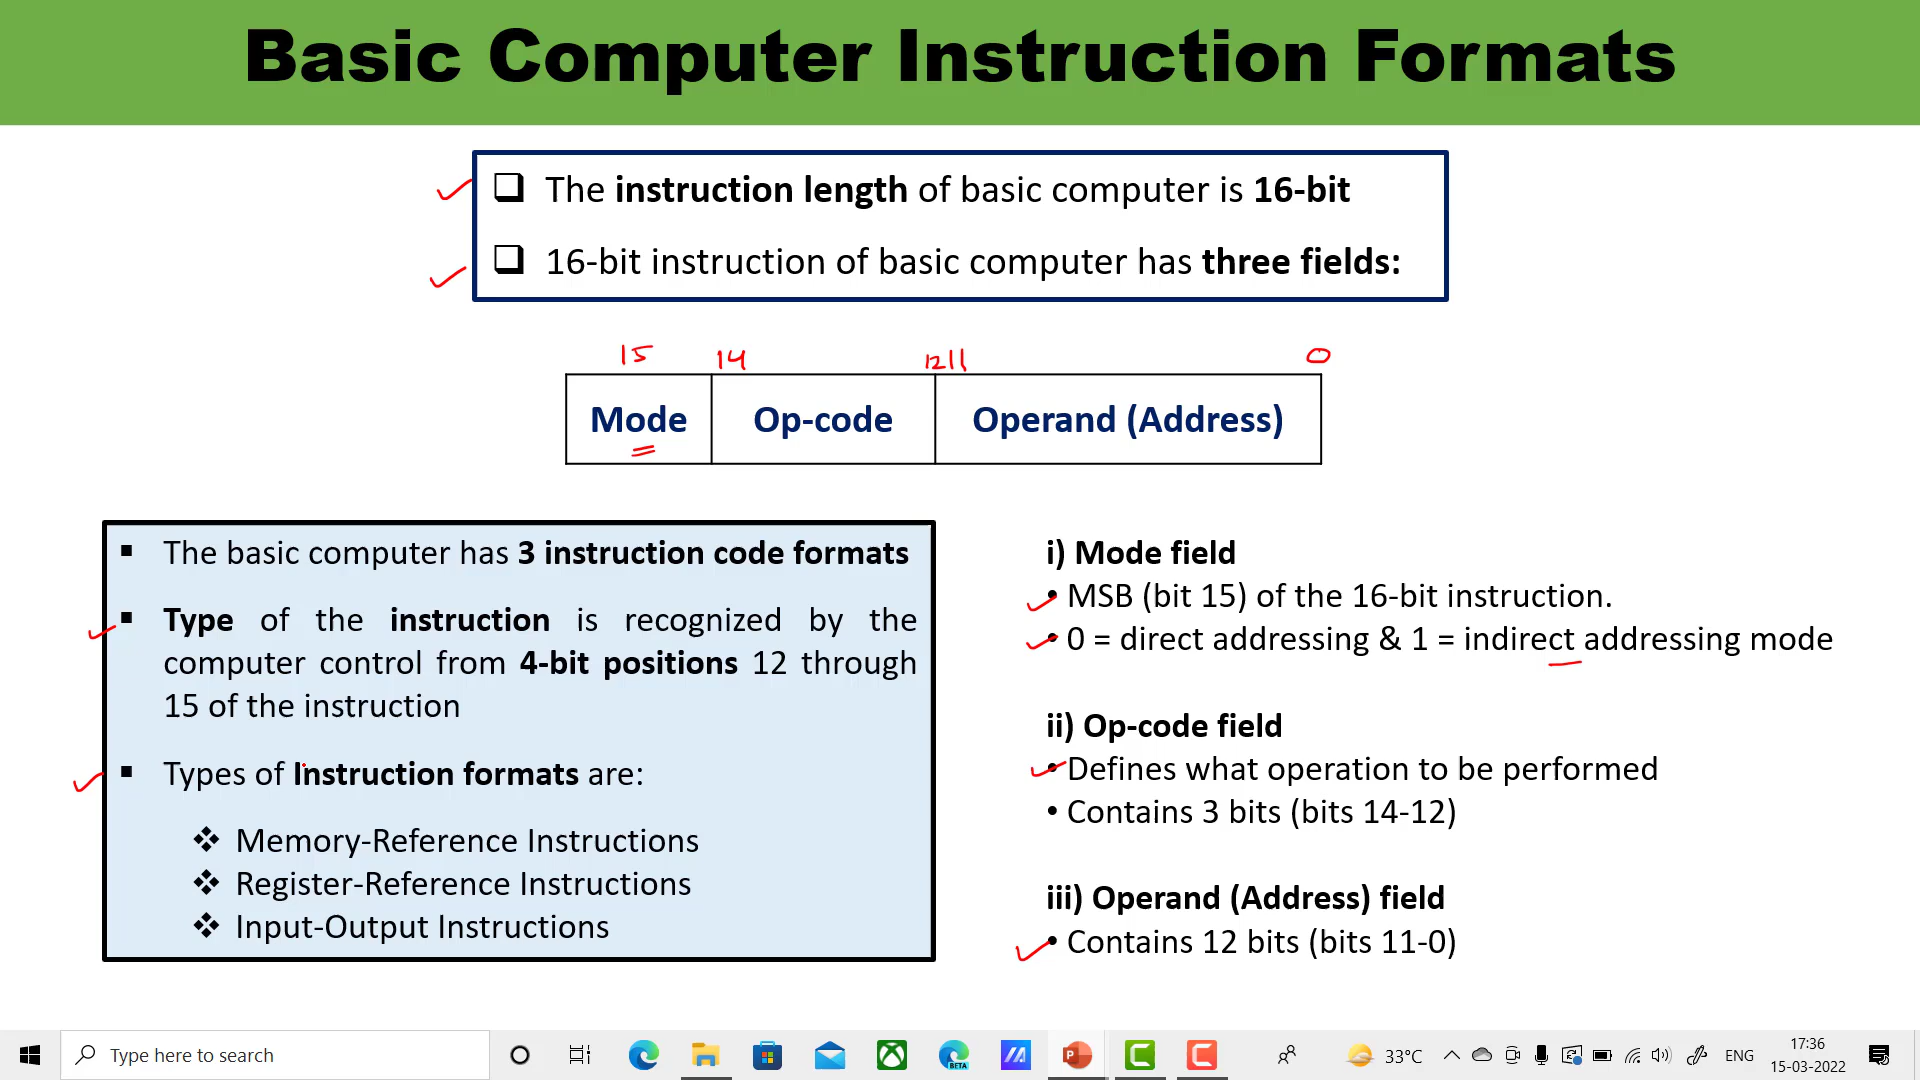 Basic Computer Instruction Formats
❑ The instruction length of basic computer is 16-bit
❑ 16-bit instruction of basic computer has three fields:
15 14 12 11 0
Mode Op-code Operand (Address)
▪ The basic computer has 3 instruction code formats
▪ Type of the instruction is recognized by the
computer control from 4-bit positions 12 through
15 of the instruction
▪ Types of Instruction formats are:
❖ Memory-Reference Instructions
❖ Register-Reference Instructions
❖ Input-Output Instructions
i) Mode field
• MSB (bit 15) of the 16-bit instruction.
• 0 = direct addressing & 1 = indirect addressing mode
ii) Op-code field
• Defines what operation to be performed
• Contains 3 bits (bits 14-12)
iii) Operand (Address) field
• Contains 12 bits (bits 11-0)
Type here to search
BETA
P
33°C
ENG
17:36
15-03-2022